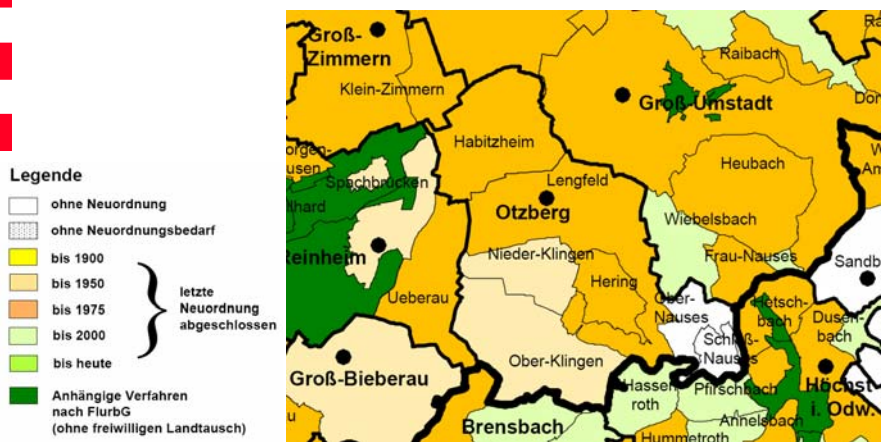 Legende
ohne Neuordnung
ohne Neuordnungsbedarf
bis 1900
bis 1950
bis 1975
bis 2000
bis heute
letzte
Neuordnung
abgeschlossen
Anhängige Verfahren
nach FlurbG
(ohne freiwilligen Landtausch)
Groß-
Zimmern
Klein-Zimmern
Raibach
Groß-Umstadt
Habitzheim
Heubach
Spachbrücken
Lengfeld
Otzberg
Wiebelsbach
Reinheim
Nieder-Klingen
Frau-Nauses
Hering
Ueberau
Ober-
Nauses
Hetsch-
bach
Dusen-
bach
Schloß-
Nauses
Ober-Klingen
Groß-Bieberau
Hassen
roth
Pfirschbach
Höchst
i. Odw.
Annelsbach
Brensbach
Hummetroth